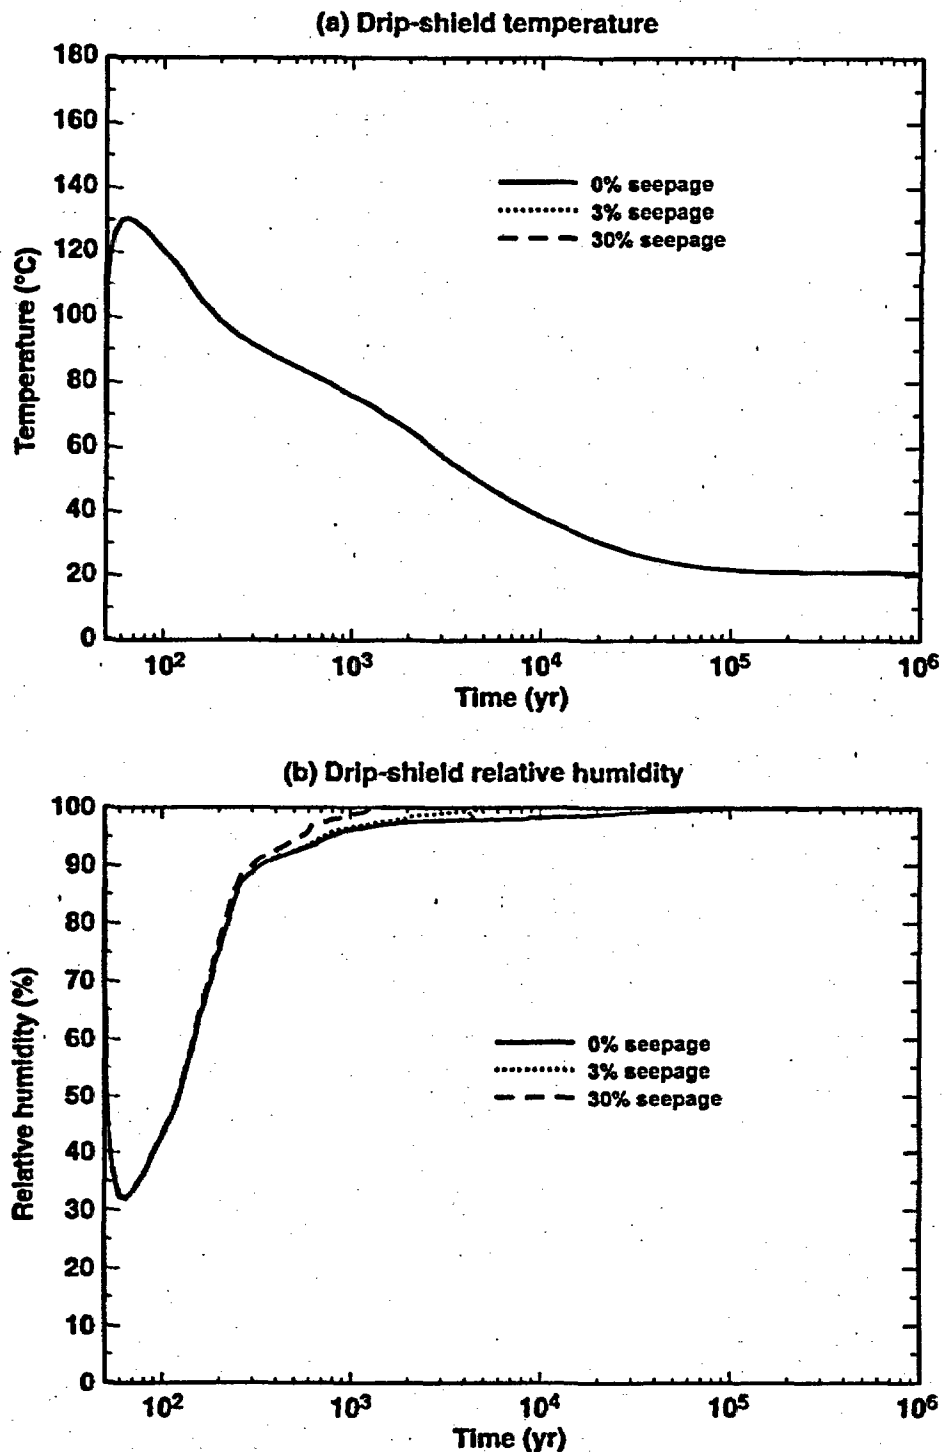 (a) Drip-shield temperature
180
160
140
120
100
80
60
40
20
0
Temperature (°C)
0% seepage
3% seepage
30% seepage
10² 10³ 10⁴ 10⁵ 10⁶
Time (yr)
(b) Drip-shield relative humidity
100
90
80
70
60
50
40
30
20
10
0
Relative humidity (%)
0% seepage
3% seepage
30% seepage
10² 10³ 10⁴ 10⁵ 10⁶
Time (yr)